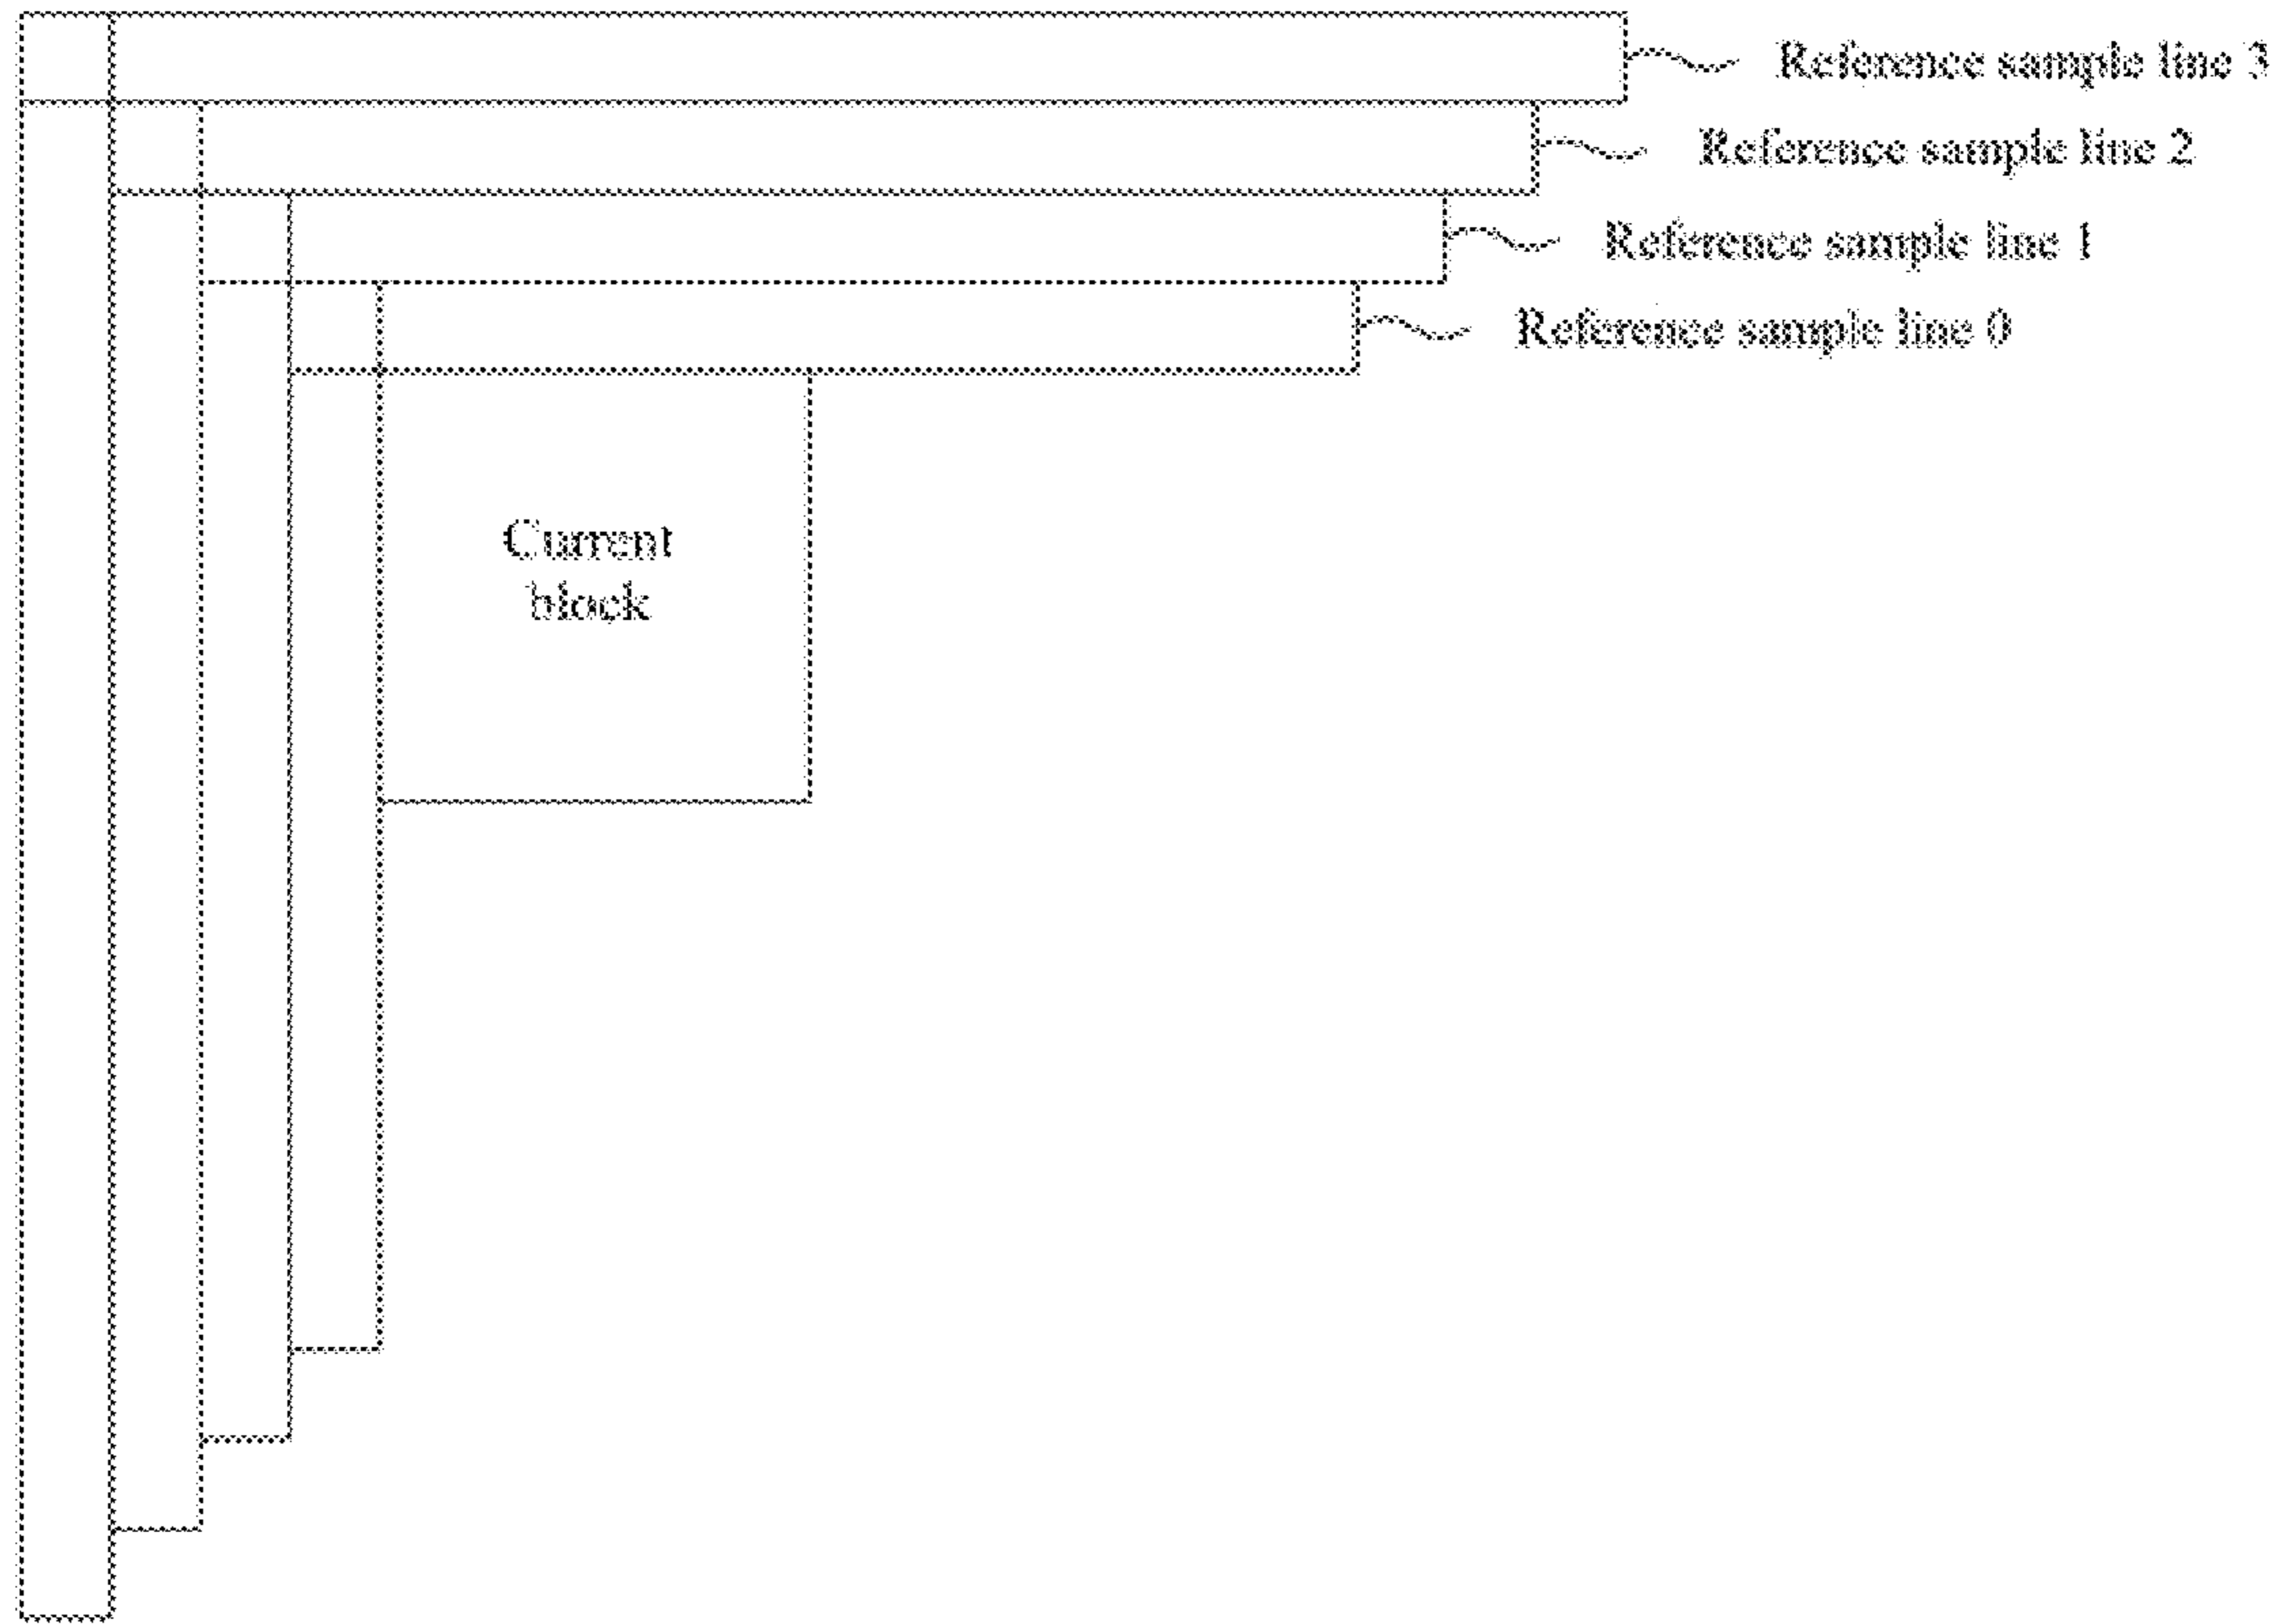 Reference sample line 3
Reference sample line 2
Reference sample line 1
Reference sample line 0
Current
block